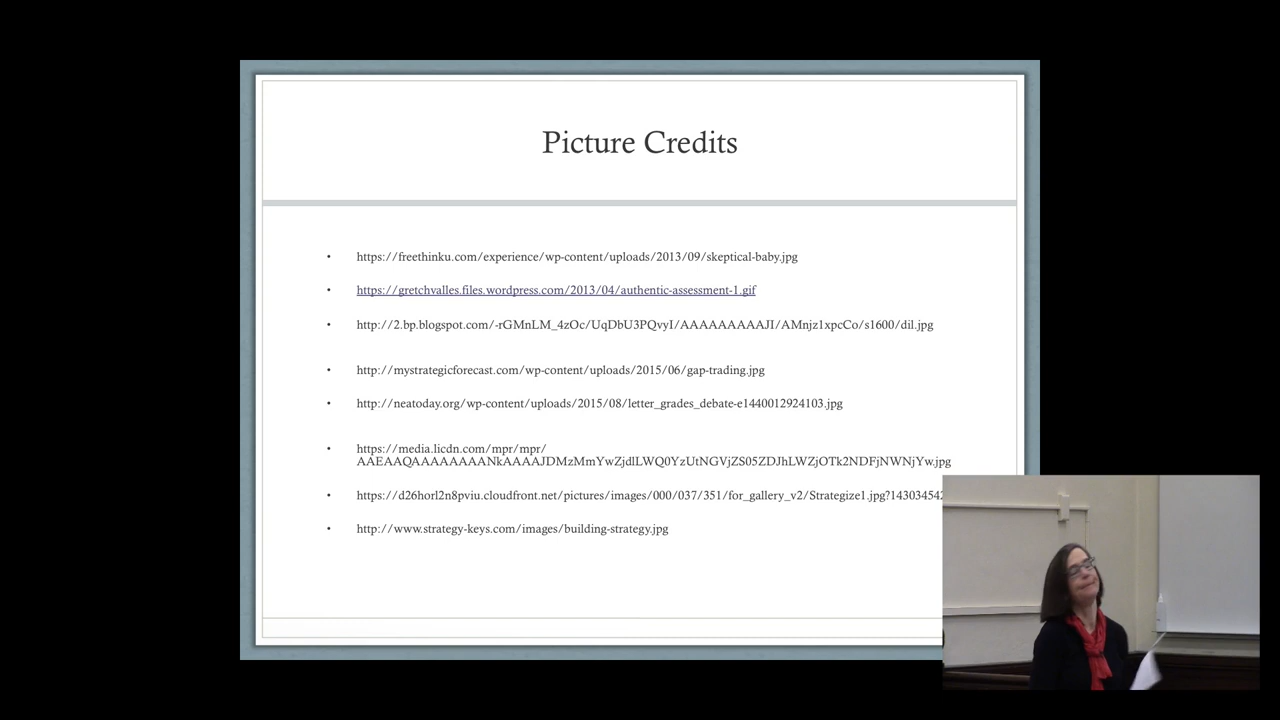 Picture Credits
• https://freethinku.com/experience/wp-content/uploads/2013/09/skeptical-baby.jpg
• https://gretchvalles.files.wordpress.com/2013/04/authentic-assessment-1.gif
• http://2.bp.blogspot.com/-rGMnLM_4zOc/UqDbU3PQvyI/AAAAAAAAAJI/AMnjz1xpcCo/s1600/dil.jpg
• http://mystrategicforecast.com/wp-content/uploads/2015/06/gap-trading.jpg
• http://neatoday.org/wp-content/uploads/2015/08/letter_grades_debate-e1440012924103.jpg
• https://media.licdn.com/mpr/mpr/
AAEAAQAAAAAAAANkAAAAJDMzMmYwZjdlLWQ0YzUtNGVjZS05ZDJhLWZjOTk2NDFjNWNjYw.jpg
• https://d26horl2n8pviu.cloudfront.net/pictures/images/000/037/351/for_gallery_v2/Strategize1.jpg?143034542
• http://www.strategy-keys.com/images/building-strategy.jpg